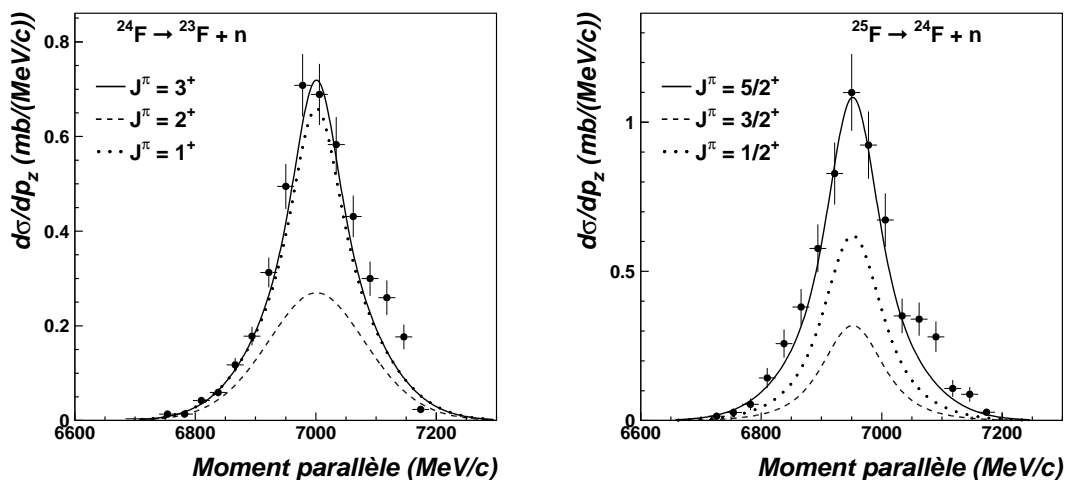 ²⁴F → ²³F + n
J^π = 3⁺
J^π = 2⁺
J^π = 1⁺
dσ/dp_z (mb/(MeV/c))
0.8
0.6
0.4
0.2
0
6600 6800 7000 7200
Moment parallèle (MeV/c)
²⁵F → ²⁴F + n
J^π = 5/2⁺
J^π = 3/2⁺
J^π = 1/2⁺
dσ/dp_z (mb/(MeV/c))
1
0.5
0
6600 6800 7000 7200
Moment parallèle (MeV/c)